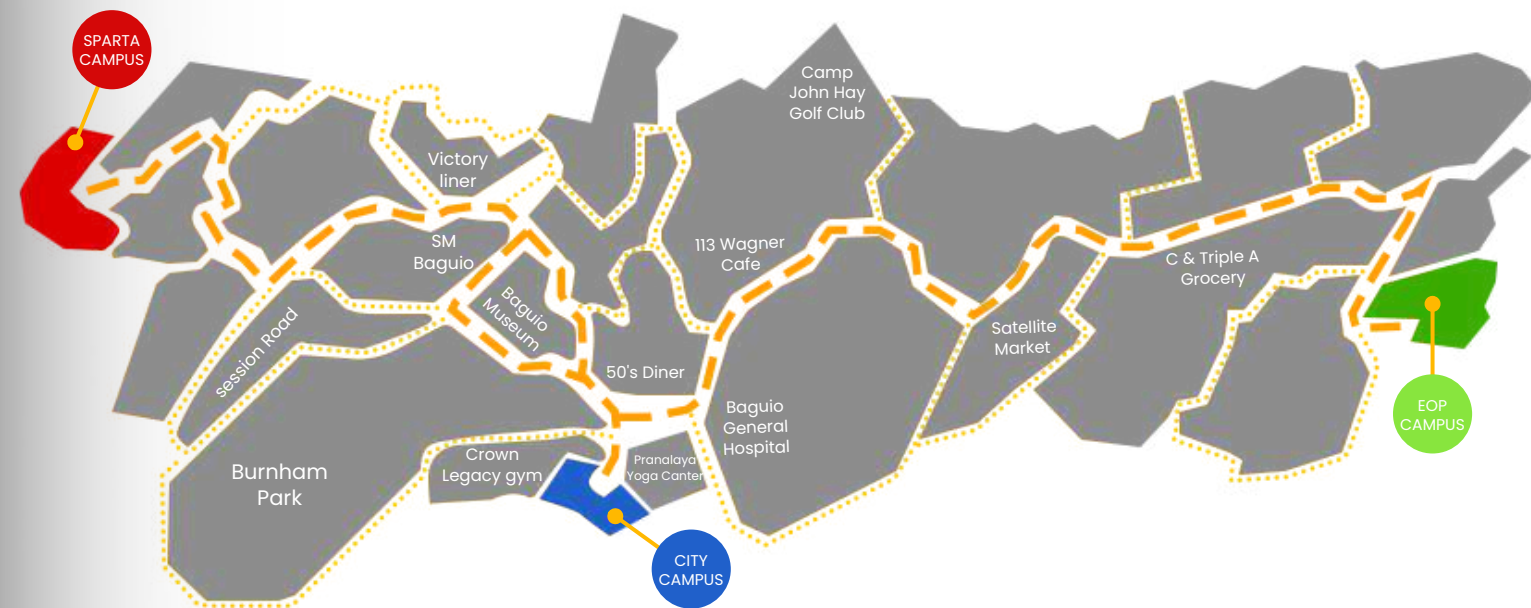 SPARTA
CAMPUS
Camp
John Hay
Golf Club
Victory
liner
SM
Baguio
113 Wagner
Cafe
C & Triple A
Grocery
Baguio
Museum
session Road
Satellite
Market
50's Diner
Baguio
General
Hospital
EOP
CAMPUS
Crown
Legacy gym
Pranalaya
Yoga Canter
Burnham
Park
CITY
CAMPUS